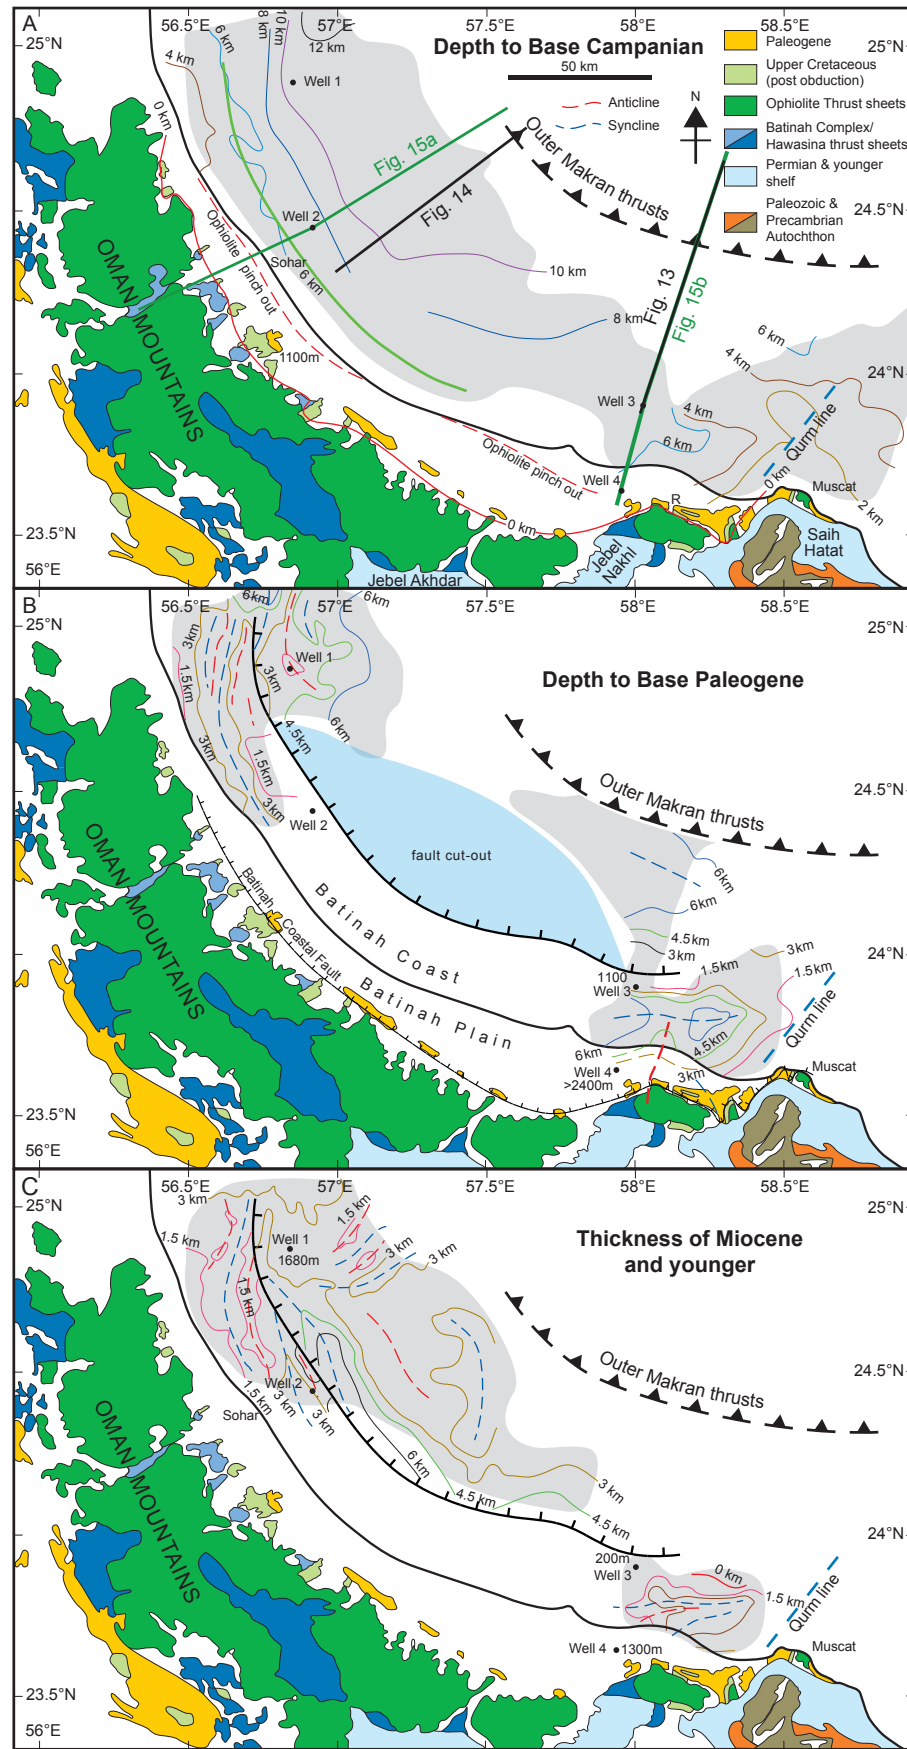 A
56.5°E
57°E
57.5°E
58°E
58.5°E
25°N
25°N
10 km
8 km
6 km
12 km
4 km
0 km
Depth to Base Campanian
50 km
Well 1
Anticline
Syncline
N
Paleogene
Upper Cretaceous
(post obduction)
Ophiolite Thrust sheets
Batinah Complex/
Hawasina thrust sheets
Permian & younger
shelf
Paleozoic &
Precambrian
Autochthon
Outer Makran thrusts
Fig. 15a
Fig. 14
Well 2
Ophiolite
pinch out
Sohar
6 km
24.5°N
10 km
Fig. 13
Fig. 15b
8 km
6 km
4 km
OMAN
MOUNTAINS
1100m
24°N
Well 3
4 km
6 km
Qurm line
0 km
2 km
Ophiolite pinch out
Well 4
R
Muscat
0 km
Saih
Hatat
Jebel
Nakhl
Jebel Akhdar
23.5°N
56°E
B
56.5°E
57°E
57.5°E
58°E
58.5°E
25°N
25°N
6km
6km
3km
1.5km
Well 1
3km
Depth to Base Paleogene
4.5km
6km
3km
1.5km
3km
Well 2
Outer Makran thrusts
24.5°N
fault cut-out
OMAN
MOUNTAINS
Batinah
Coastal Fault
Batinah Coast
Batinah Plain
6km
6km
4.5km
3km
3km
1.5km
1.5km
24°N
1100
Well 3
4.5km
Qurm line
6km
Well 4
>2400m
3km
Muscat
23.5°N
56°E
C
56.5°E
57°E
57.5°E
58°E
58.5°E
25°N
25°N
3 km
1.5 km
1.5 km
Well 1
1680m
3 km
3 km
Thickness of Miocene
and younger
1.5 km
Outer Makran thrusts
24.5°N
Well 2
1.5 km
3 km
3 km
Sohar
OMAN
MOUNTAINS
6 km
4.5 km
3 km
4.5 km
24°N
200m
Well 3
0 km
1.5 km
Qurm line
Well 4
1300m
Muscat
23.5°N
56°E